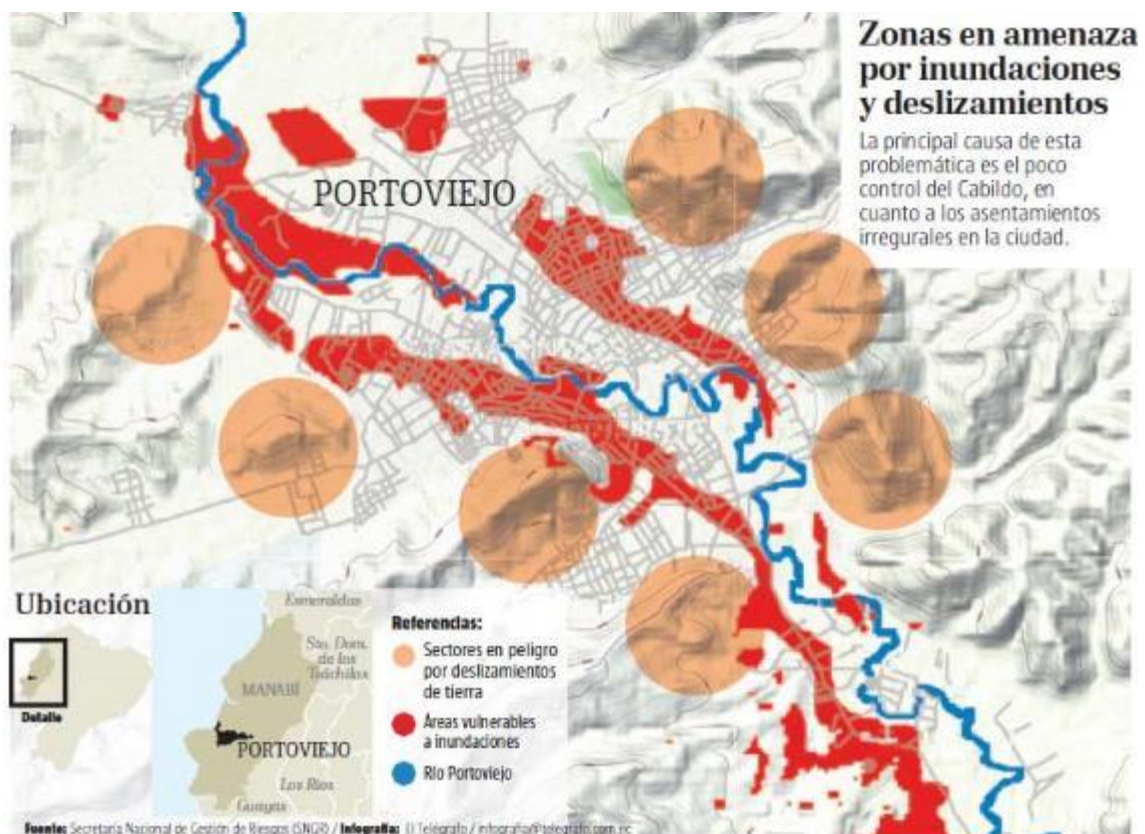 Zonas en amenaza
por inundaciones
y deslizamientos
La principal causa de esta
problemática es el poco
control del Cabildo, en
cuanto a los asentamientos
irregurales en la ciudad.
PORTOVIEJO
Ubicación
Detalle
Esmeraldas
Sto. Dom.
de los
Tsáchilas
MANABÍ
PORTOVIEJO
Los Ríos
Guayas
Referencias:
Sectores en peligro
por deslizamientos
de tierra
Áreas vulnerables
a inundaciones
Río Portoviejo
Fuente: Secretaría Nacional de Gestión de Riesgos (SNGR) / Infografía: El Telégrafo / infografia@telegrafo.com.ec